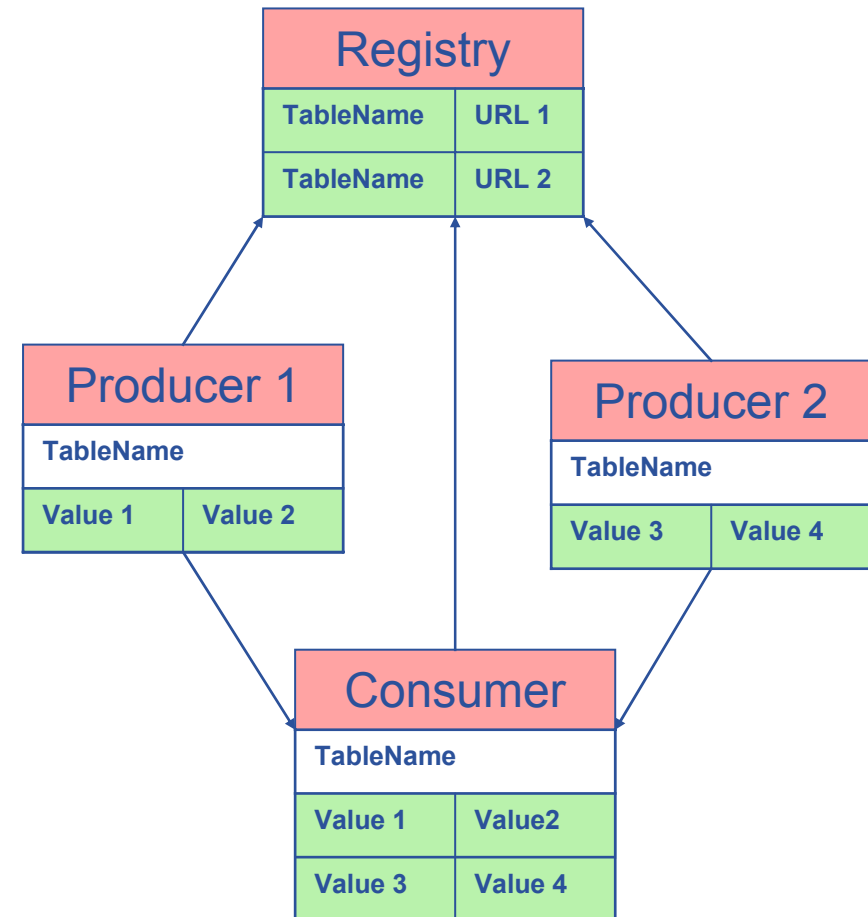 Registry
TableName URL 1
TableName URL 2
Producer 1
TableName
Value 1 Value 2
Producer 2
TableName
Value 3 Value 4
Consumer
TableName
Value 1 Value2
Value 3 Value 4